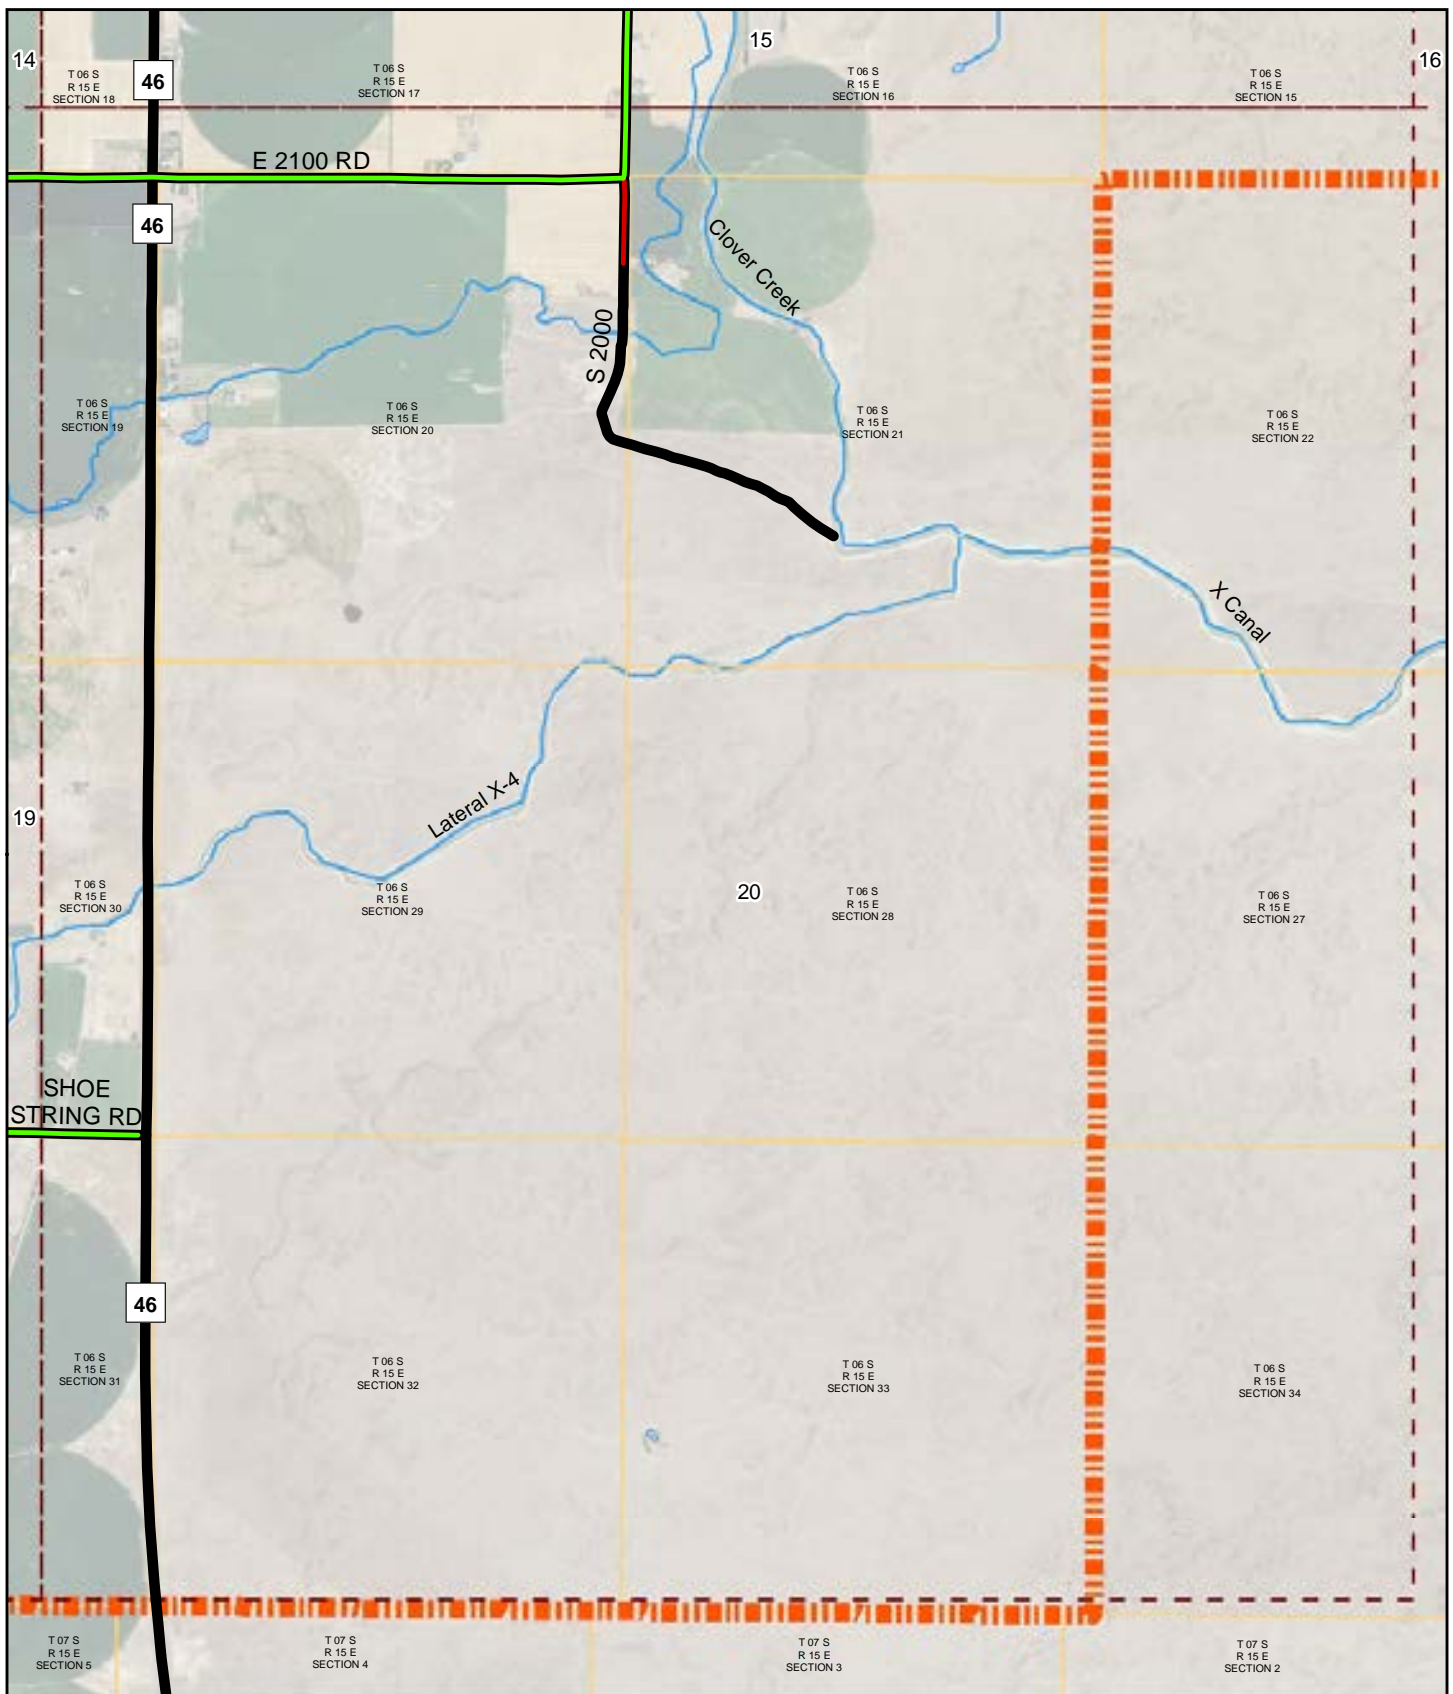 14
15
16
T 06 S
R 15 E
SECTION 18
46
T 06 S
R 15 E
SECTION 17
T 06 S
R 15 E
SECTION 16
T 06 S
R 15 E
SECTION 15
E 2100 RD
46
Clover Creek
S 2000
T 06 S
R 15 E
SECTION 19
T 06 S
R 15 E
SECTION 20
T 06 S
R 15 E
SECTION 21
T 06 S
R 15 E
SECTION 22
X Canal
Lateral X-4
19
T 06 S
R 15 E
SECTION 30
T 06 S
R 15 E
SECTION 29
20
T 06 S
R 15 E
SECTION 28
T 06 S
R 15 E
SECTION 27
SHOE
STRING RD
46
T 06 S
R 15 E
SECTION 31
T 06 S
R 15 E
SECTION 32
T 06 S
R 15 E
SECTION 33
T 06 S
R 15 E
SECTION 34
T 07 S
R 15 E
SECTION 5
T 07 S
R 15 E
SECTION 4
T 07 S
R 15 E
SECTION 3
T 07 S
R 15 E
SECTION 2